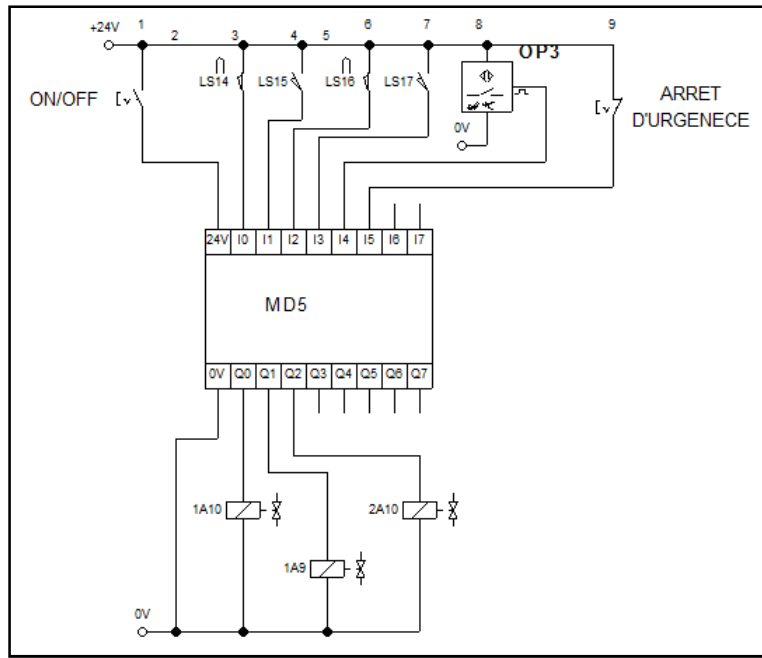 1 2 3 4 5 6 7 8 9
+24V
OP3
LS14 LS15 LS16 LS17
ON/OFF
ARRET
D'URGENECE
0V
24V I0 I1 I2 I3 I4 I5 I6 I7
MD5
0V Q0 Q1 Q2 Q3 Q4 Q5 Q6 Q7
1A10 2A10
1A9
0V